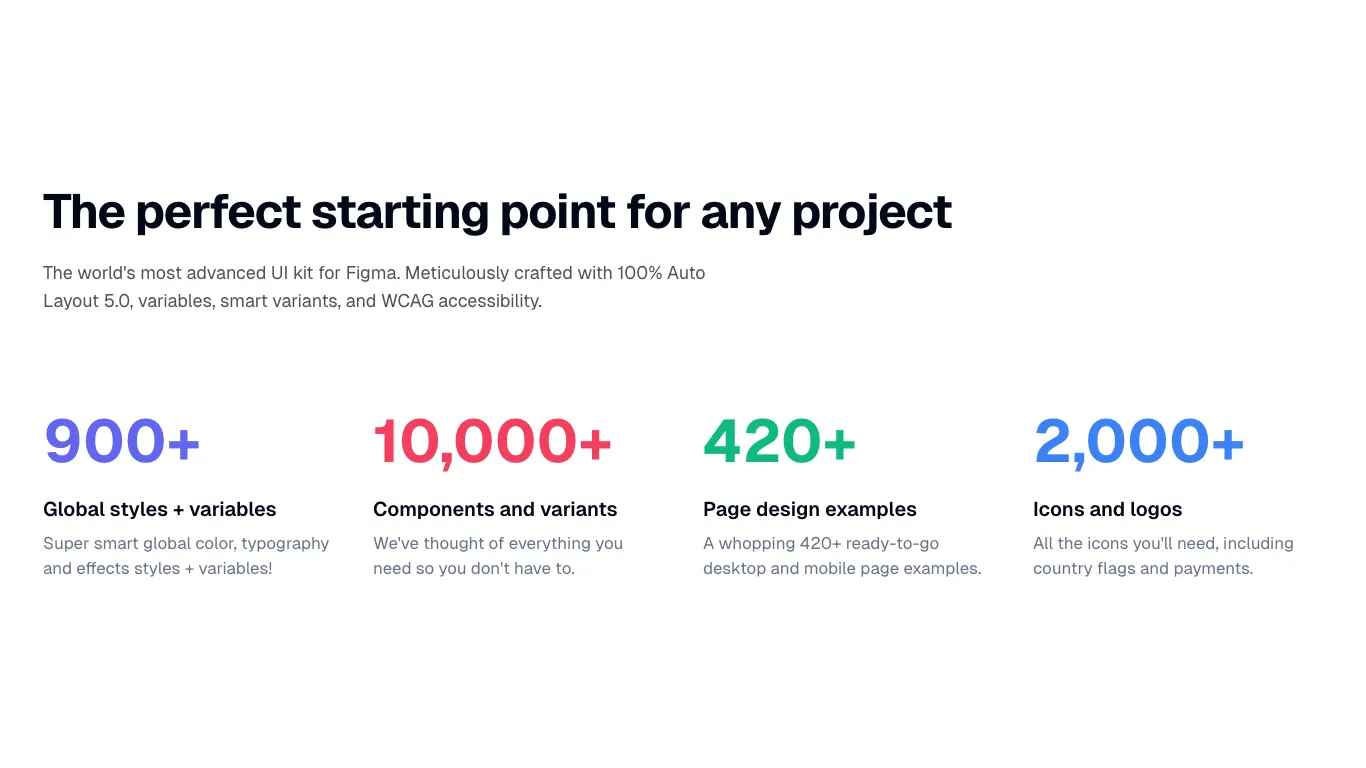 The perfect starting point for any project
The world's most advanced UI kit for Figma. Meticulously crafted with 100% Auto
Layout 5.0, variables, smart variants, and WCAG accessibility.
900+
Global styles + variables
Super smart global color, typography
and effects styles + variables!
10,000+
Components and variants
We've thought of everything you
need so you don't have to.
420+
Page design examples
A whopping 420+ ready-to-go
desktop and mobile page examples.
2,000+
Icons and logos
All the icons you'll need, including
country flags and payments.